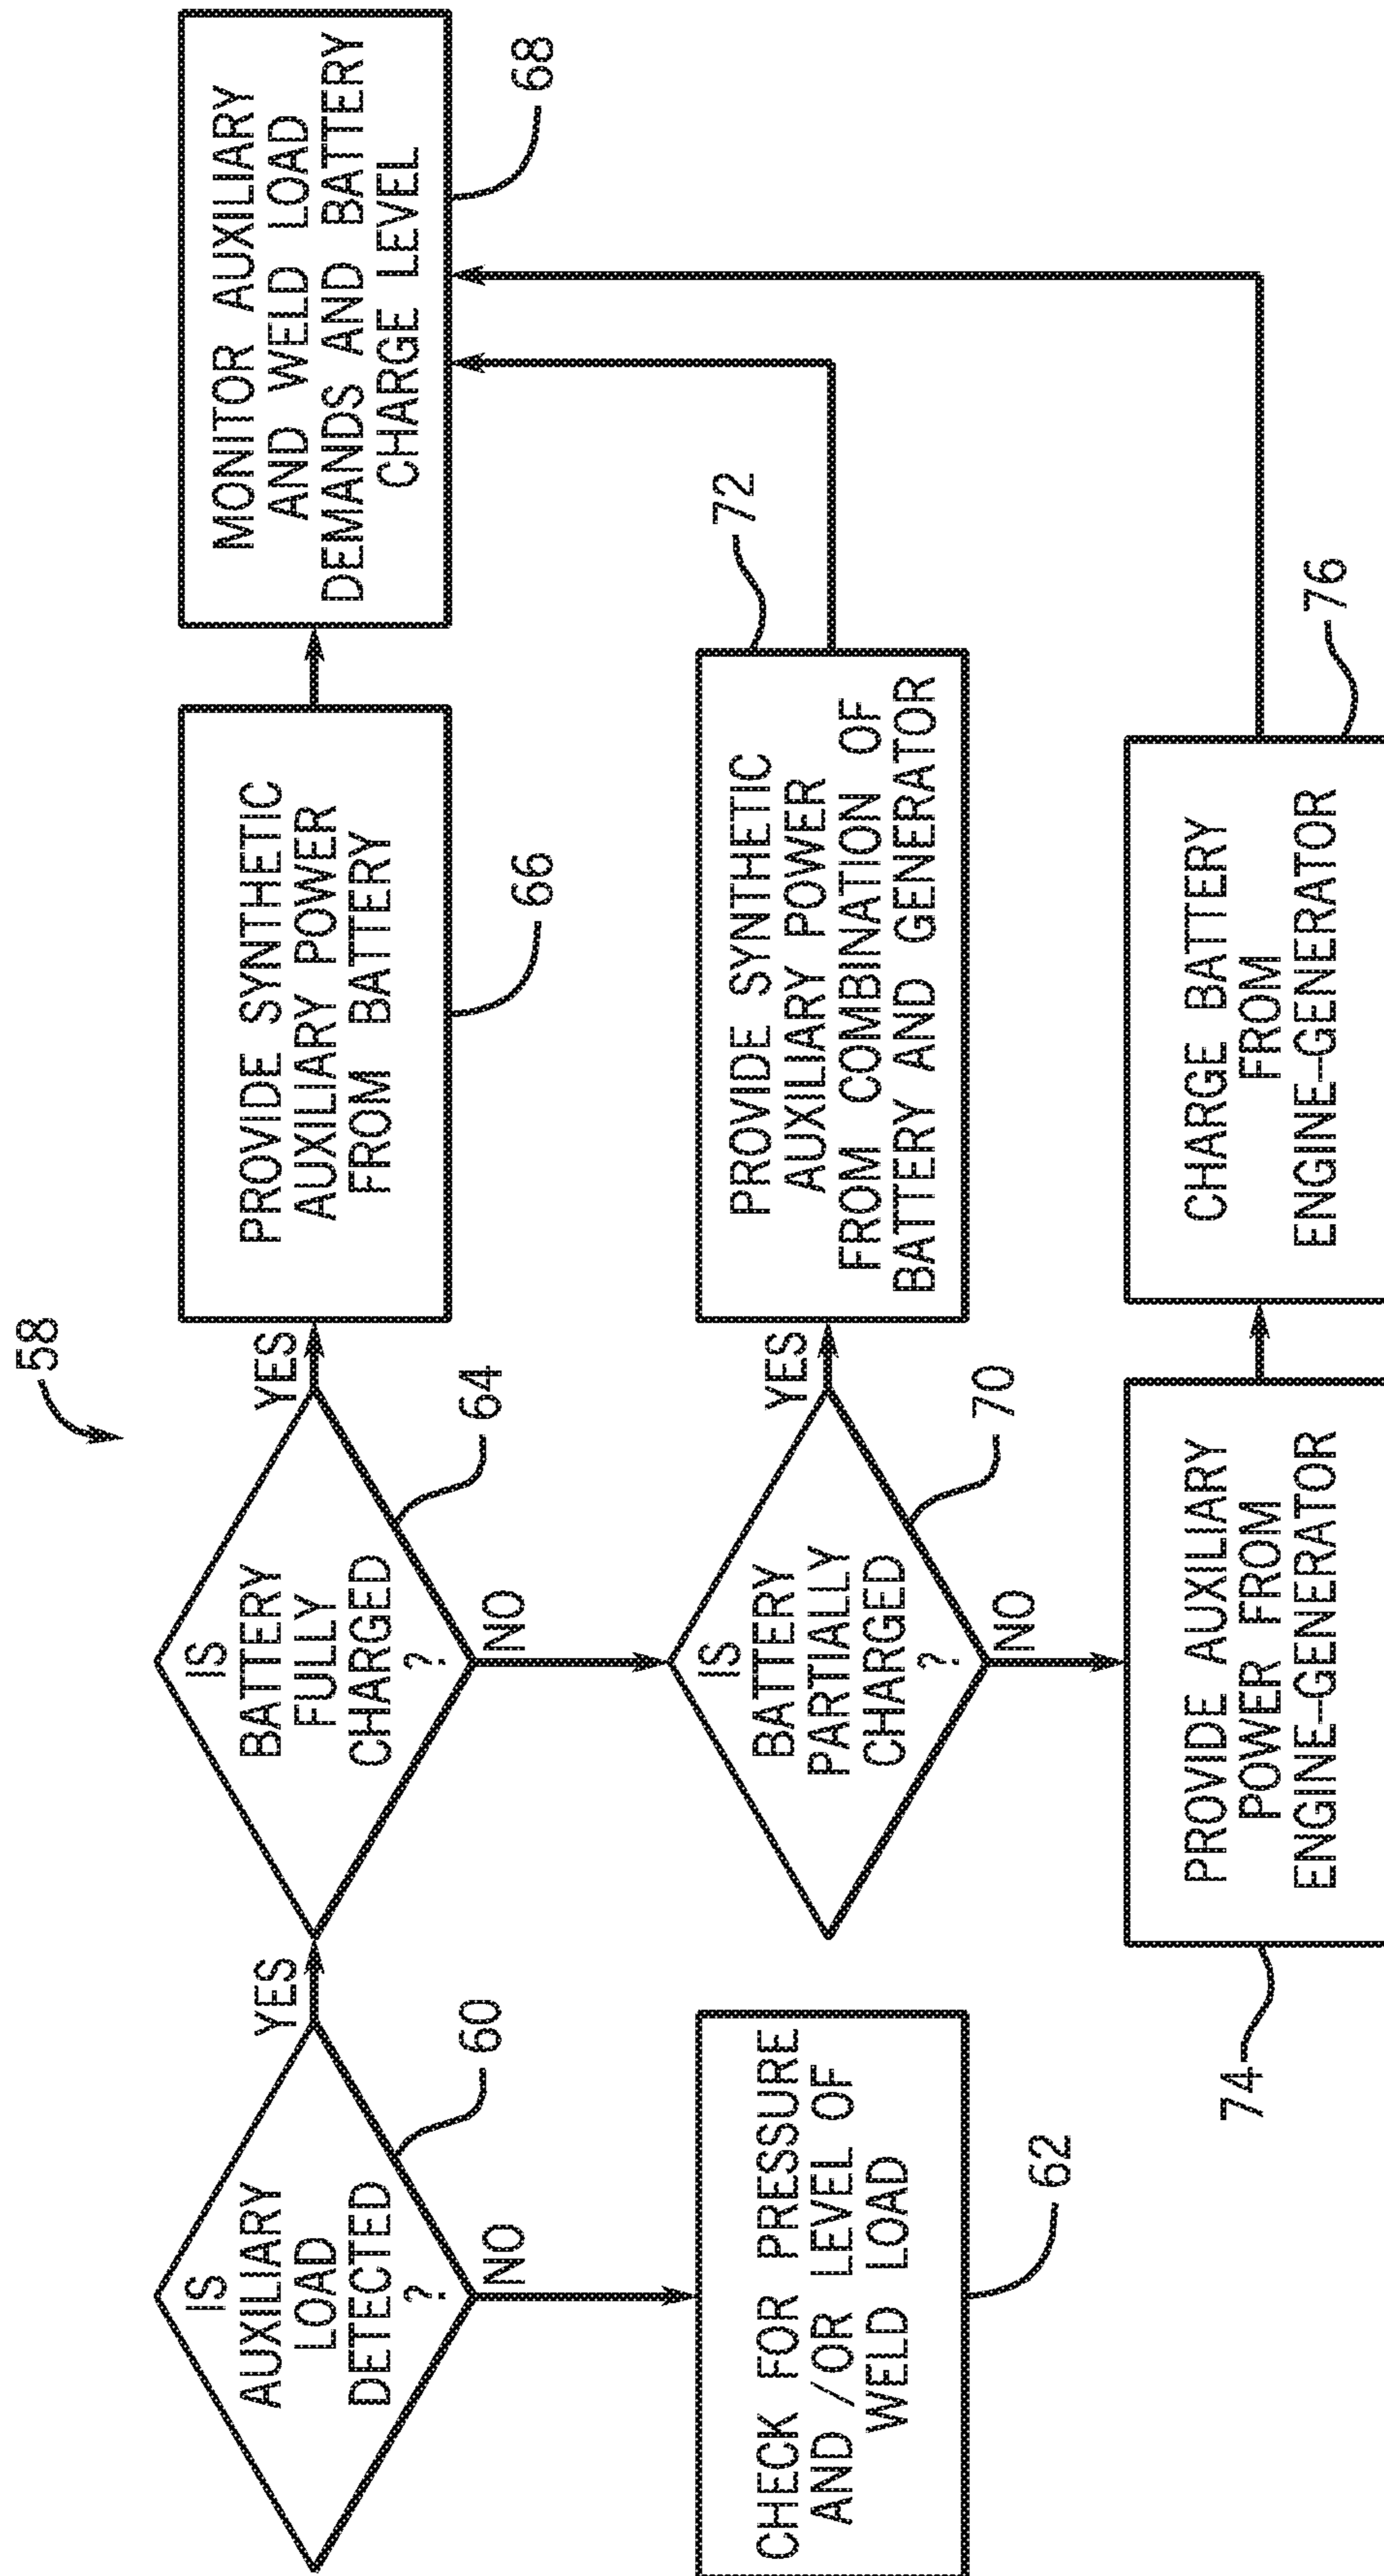 58
IS
AUXILIARY
LOAD
DETECTED
?
YES
NO
60
CHECK FOR PRESSURE
AND/OR LEVEL OF
WELD LOAD
62
IS
BATTERY
FULLY
CHARGED
?
YES
NO
64
PROVIDE SYNTHETIC
AUXILIARY POWER
FROM BATTERY
66
MONITOR AUXILIARY
AND WELD LOAD
DEMANDS AND BATTERY
CHARGE LEVEL
68
IS
BATTERY
PARTIALLY
CHARGED
?
YES
NO
70
PROVIDE SYNTHETIC
AUXILIARY POWER
FROM COMBINATION OF
BATTERY AND GENERATOR
72
PROVIDE AUXILIARY
POWER FROM
ENGINE-GENERATOR
74
CHARGE BATTERY
FROM
ENGINE-GENERATOR
76